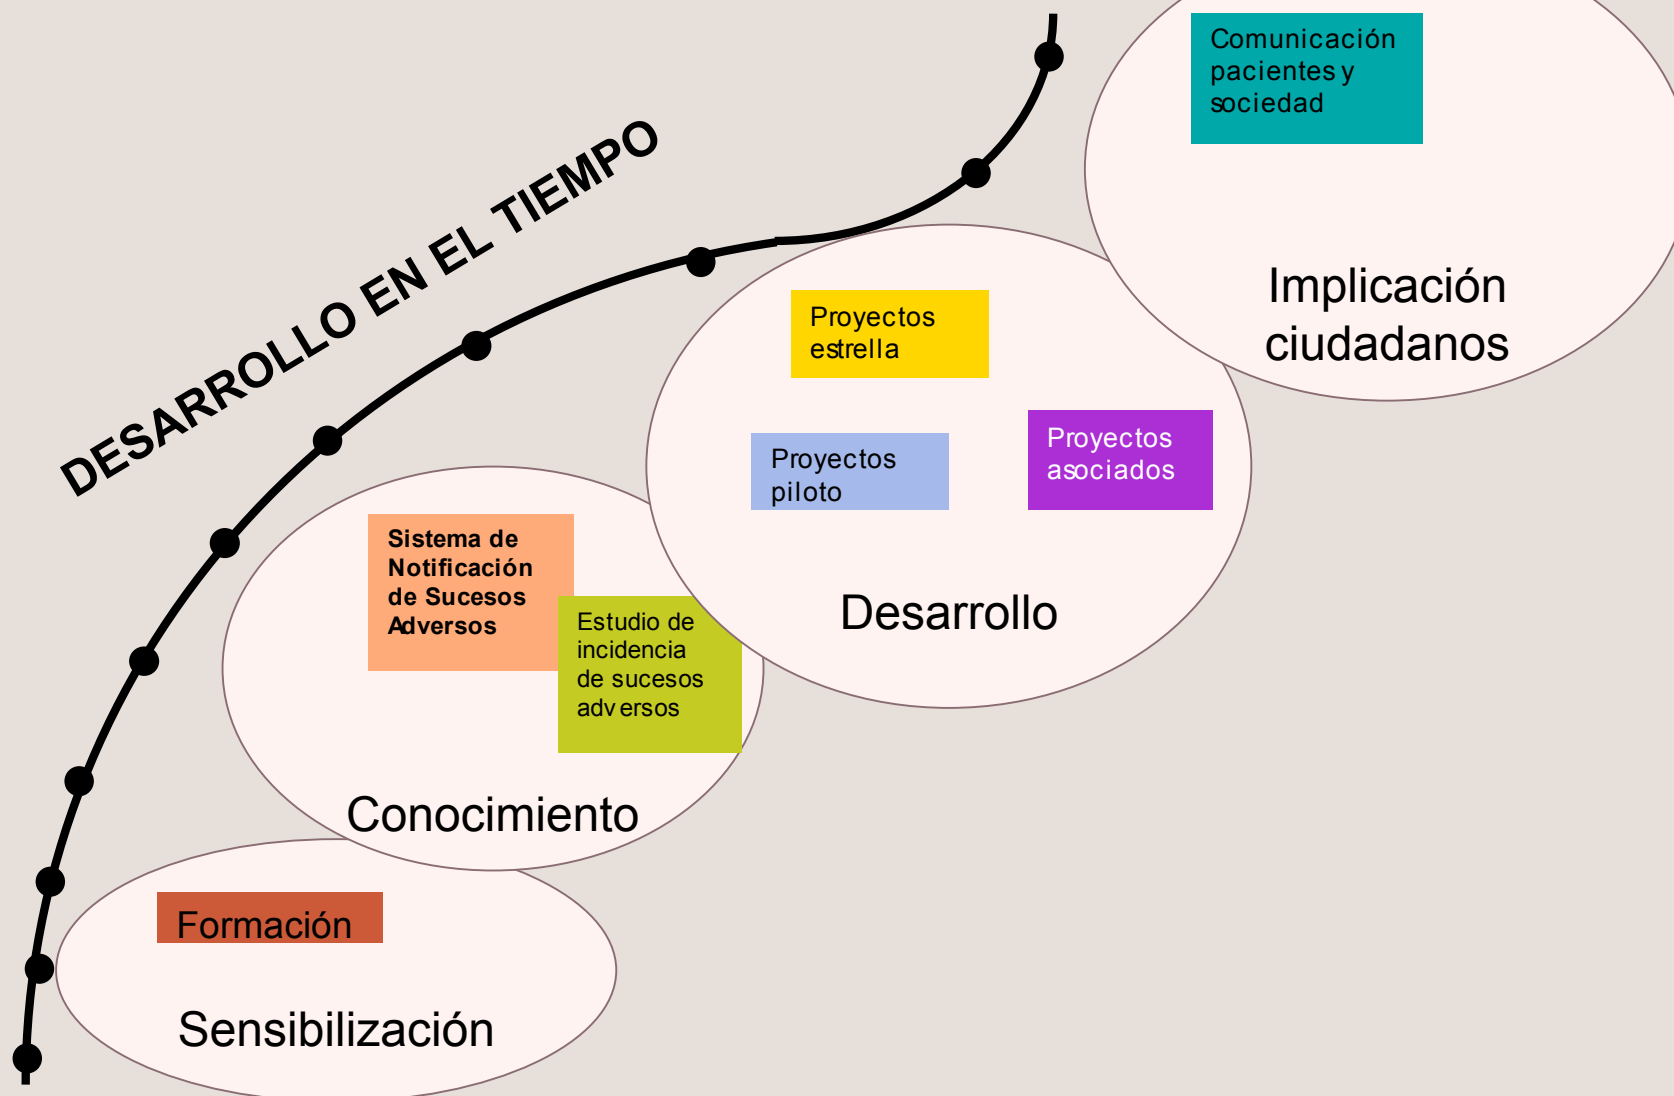 DESARROLLO EN EL TIEMPO
Comunicación
pacientes y
sociedad
Implicación
ciudadanos
Proyectos
estrella
Proyectos
piloto
Proyectos
asociados
Desarrollo
Sistema de
Notificación
de Sucesos
Adversos
Estudio de
incidencia
de sucesos
adversos
Conocimiento
Formación
Sensibilización